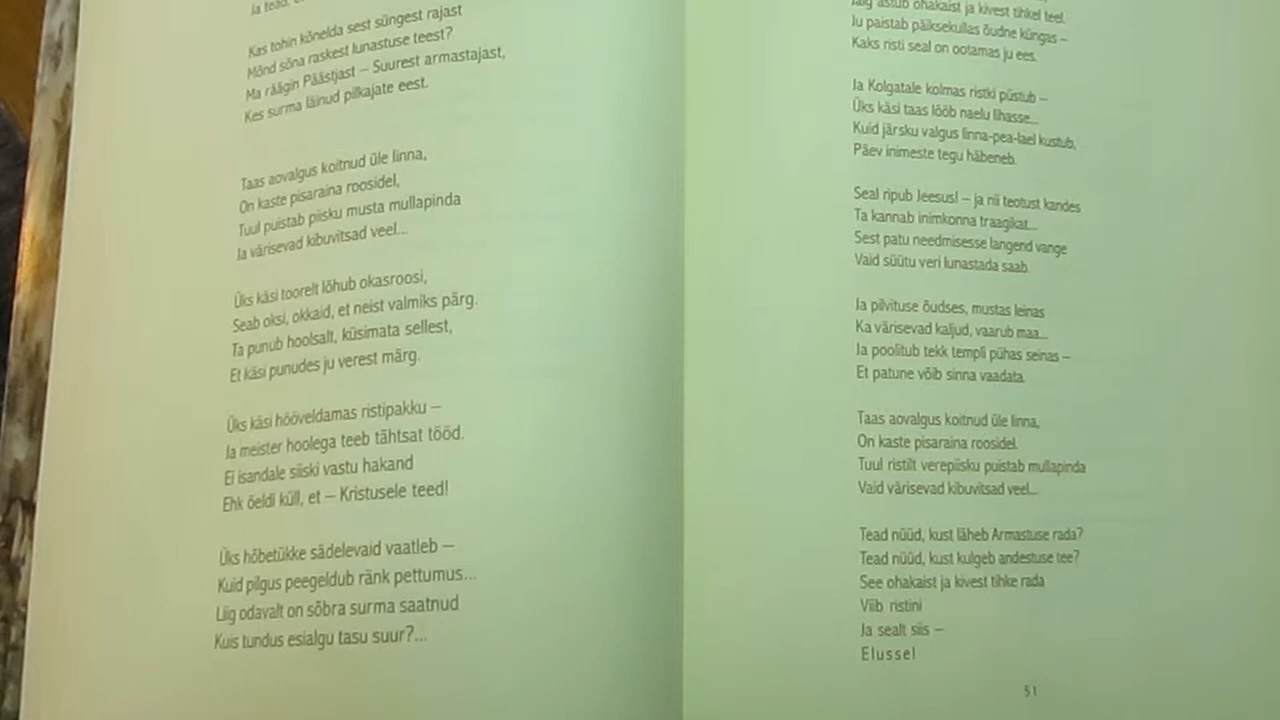 Ja tead,
Kas tohin kõnelda sest süngest rajast
Mõnd sõna raskest lunastuse teest?
Ma räägin Päästjast – Suurest armastajast,
Kes surma läinud pilkajate eest.
Taas aovalgus koitnud üle linna,
On kaste pisaraina roosidel,
Tuul puistab piisku musta mullapinda
Ja värisevad kibuvitsad veel...
Üks käsi toorelt lõhub okasroosi,
Seab oksi, okkaid, et neist valmiks pärg.
Ta punub hoolsalt, küsimata sellest,
Et käsi punudes ju verest märg.
Üks käsi hööveldamas ristipakku –
Ja meister hoolega teeb tähtsat tööd.
Ei isandale siiski vastu hakand
Ehk öeldi küll, et – Kristusele teed!
Üks hõbetükke sädelevaid vaatleb –
Kuid pilgus peegeldub ränk pettumus...
Liig odavalt on sõbra surma saatnud
Kuis tundus esialgu tasu suur?...
Jalg astub ohakaist ja kivest tihkel teel.
Ju paistab päiksekullas õudne küngas –
Kaks risti seal on ootamas ju ees.
Ja Kolgatale kolmas ristki püstub –
Üks käsi taas lööb naelu lihasse...
Kuid järsku valgus linna-pea-lael kustub,
Päev inimeste tegu häbeneb.
Seal ripub Jeesus! – ja nii teotust kandes
Ta kannab inimkonna traagikat...
Sest patu needmisesse langend vange
Vaid süütu veri lunastada saab.
Ja pilvituse õudses, mustas leinas
Ka värisevad kaljud, vaarub maa...
Ja poolitub tekk templi pühas seinas –
Et patune võib sinna vaadata.
Taas aovalgus koitnud üle linna,
On kaste pisaraina roosidel.
Tuul ristilt verepiisku puistab mullapinda
Vaid värisevad kibuvitsad veel...
Tead nüüd, kust läheb Armastuse rada?
Tead nüüd, kust kulgeb andestuse tee?
See ohakaist ja kivest tihke rada
Viib ristini
Ja sealt siis –
Elusse!
51